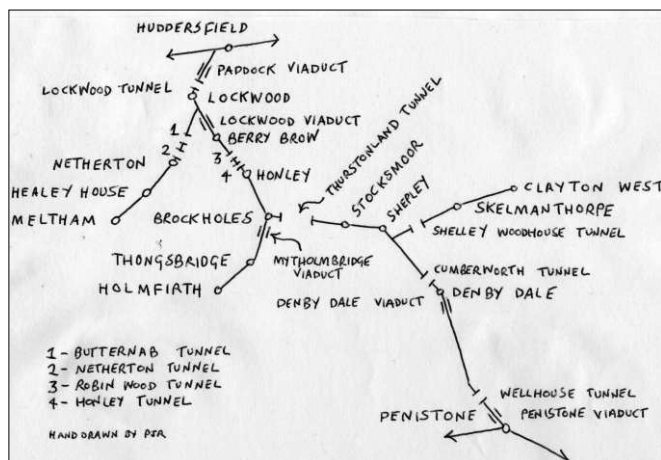 HUDDERSFIELD
PADDOCK VIADUCT
LOCKWOOD TUNNEL
LOCKWOOD
LOCKWOOD VIADUCT
BERRY BROW
1
2
3
4
HONLEY
THURSTONLAND TUNNEL
STOCKSMOOR
SHEPLEY
NETHERTON
HEALEY HOUSE
MELTHAM
BROCKHOLES
CLAYTON WEST
SKELMANTHORPE
SHELLEY WOODHOUSE TUNNEL
THONGSBRIDGE
MYTHOLMBRIDGE
VIADUCT
HOLMFIRTH
CUMBERWORTH TUNNEL
DENBY DALE VIADUCT
DENBY DALE
1 - BUTTERNAB TUNNEL
2 - NETHERTON TUNNEL
3 - ROBIN WOOD TUNNEL
4 - HONLEY TUNNEL
HAND DRAWN BY PJR
WELLHOUSE TUNNEL
PENISTONE
PENISTONE VIADUCT